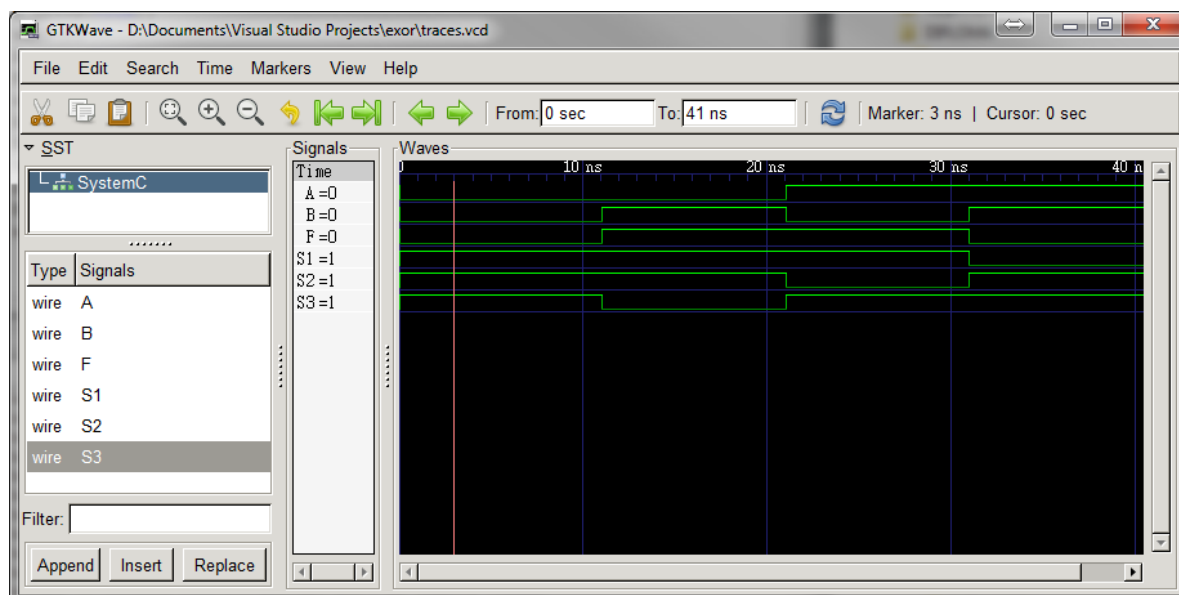 GTKWave - D:\Documents\Visual Studio Projects\exor\traces.vcd
File Edit Search Time Markers View Help
From: 0 sec To: 41 ns Marker: 3 ns | Cursor: 0 sec
SST
SystemC
Type Signals
wire A
wire B
wire F
wire S1
wire S2
wire S3
Filter:
Append Insert Replace
Signals
Time
A =0
B =0
F =0
S1 =1
S2 =1
S3 =1
Waves
0 10 ns 20 ns 30 ns 40 n